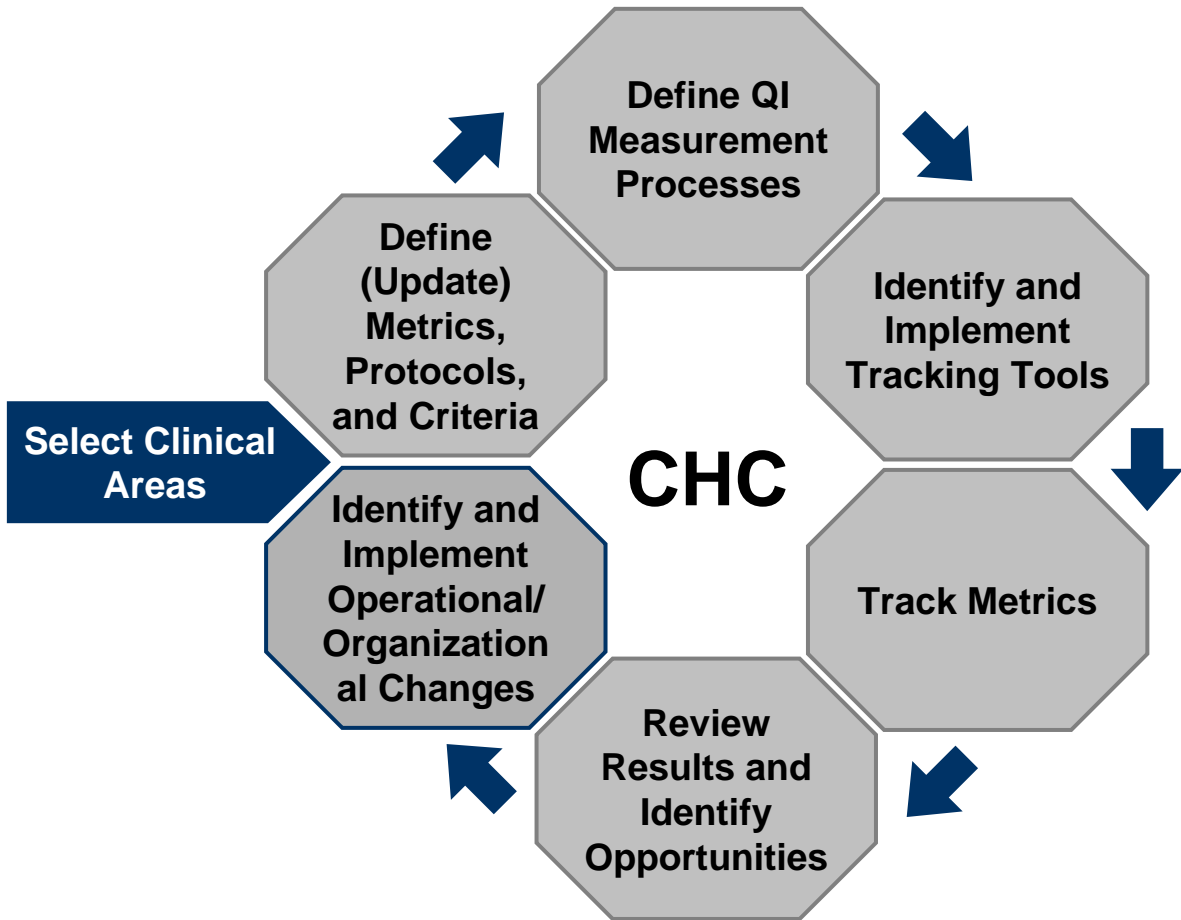 Define QI
Measurement
Processes
Define
(Update)
Metrics,
Protocols,
and Criteria
Identify and
Implement
Tracking Tools
Select Clinical
Areas
CHC
Identify and
Implement
Operational/
Organization
al Changes
Track Metrics
Review
Results and
Identify
Opportunities